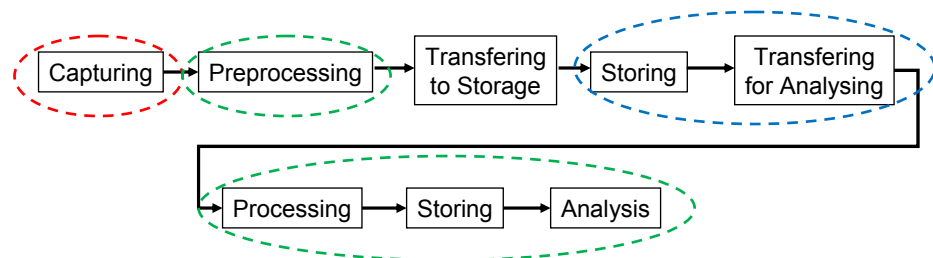 Capturing
Preprocessing
Transfering
to Storage
Storing
Transfering
for Analysing
Processing
Storing
Analysis